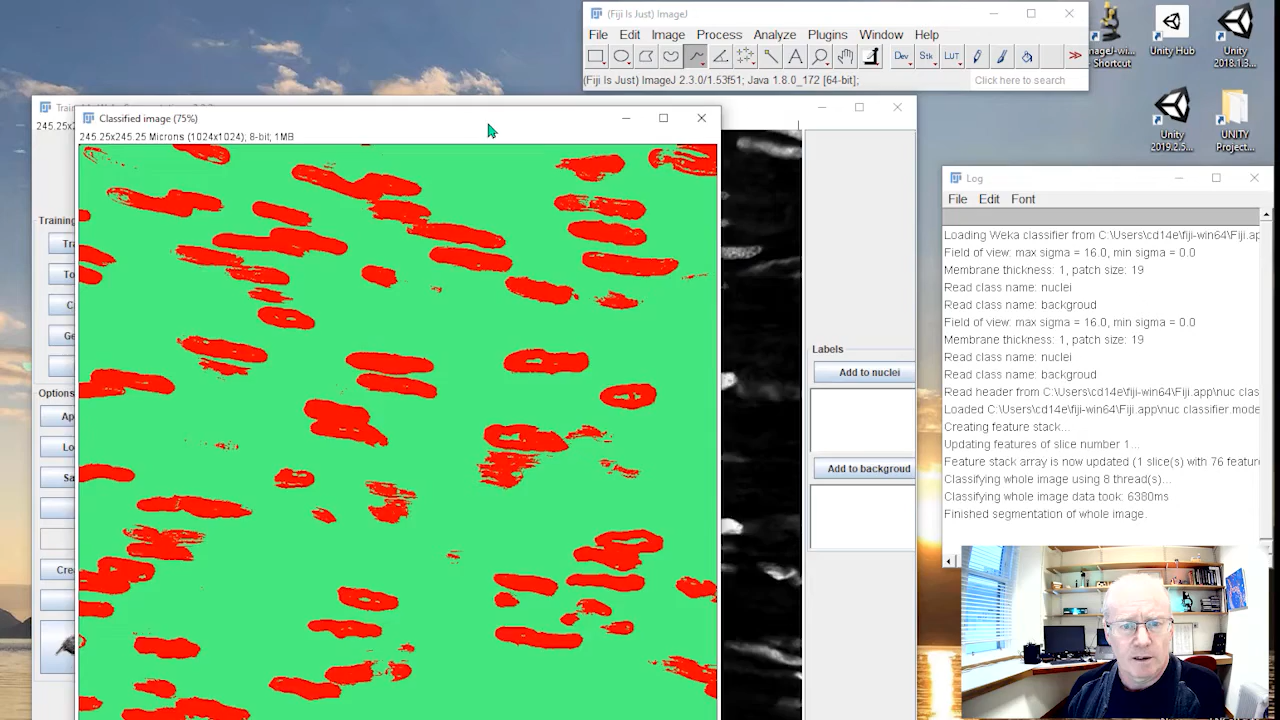 (Fiji Is Just) ImageJ
File Edit Image Process Analyze Plugins Window Help
Dev Stk LUT
(Fiji Is Just) ImageJ 2.3.0/1.53f51; Java 1.8.0_172 [64-bit];
Click here to search
Shortcut
Unity Hub
Unity
2018.1.l3...
Unity
2019.2.5...
UNITY
Project...
Classified image (75%)
245.25x245.25 Microns (1024x1024); 8-bit; 1MB
Training
Options
Labels
Add to nuclei
Add to backgroud
Log
File Edit Font
Loading Weka classifier from C:\Users\cd14e\fiji-win64\Fiji.ap
Field of view: max sigma = 16.0, min sigma = 0.0
Membrane thickness: 1, patch size: 19
Read class name: nuclei
Read class name: backgroud
Field of view: max sigma = 16.0, min sigma = 0.0
Membrane thickness: 1, patch size: 19
Read class name: nuclei
Read class name: backgroud
Read header from C:\Users\cd14e\fiji-win64\Fiji.app\nuc clas
Loaded C:\Users\cd14e\fiji-win64\Fiji.app\nuc classifier mode
Creating feature stack...
Updating features of slice number 1...
Feature stack array is now updated (1 slice(s) with 78 feature
Classifying whole image using 8 thread(s)...
Classifying whole image data took: 6380ms
Finished segmentation of whole image.